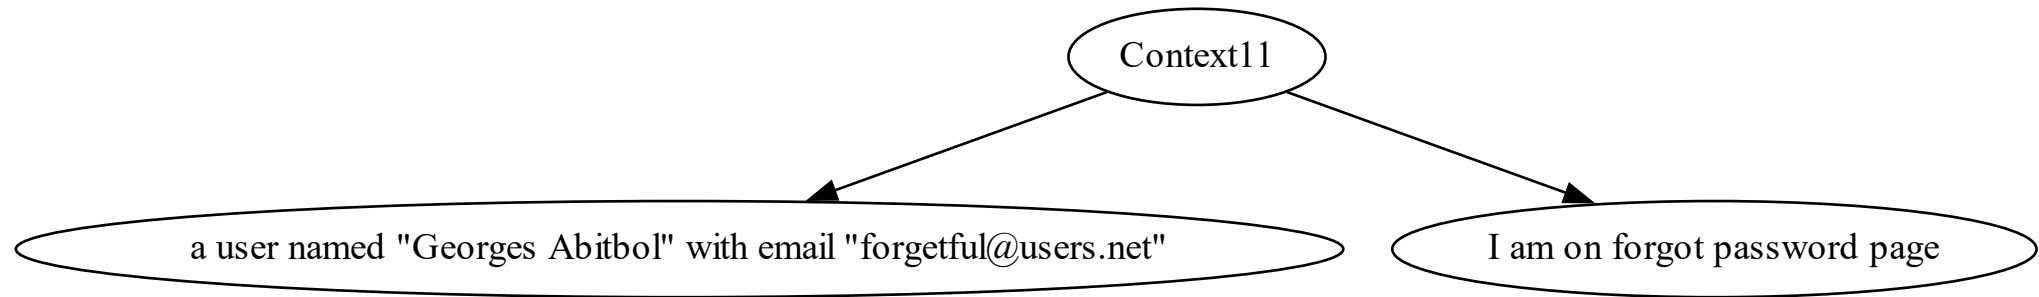 Context11
a user named "Georges Abitbol" with email "forgetful@users.net"
I am on forgot password page